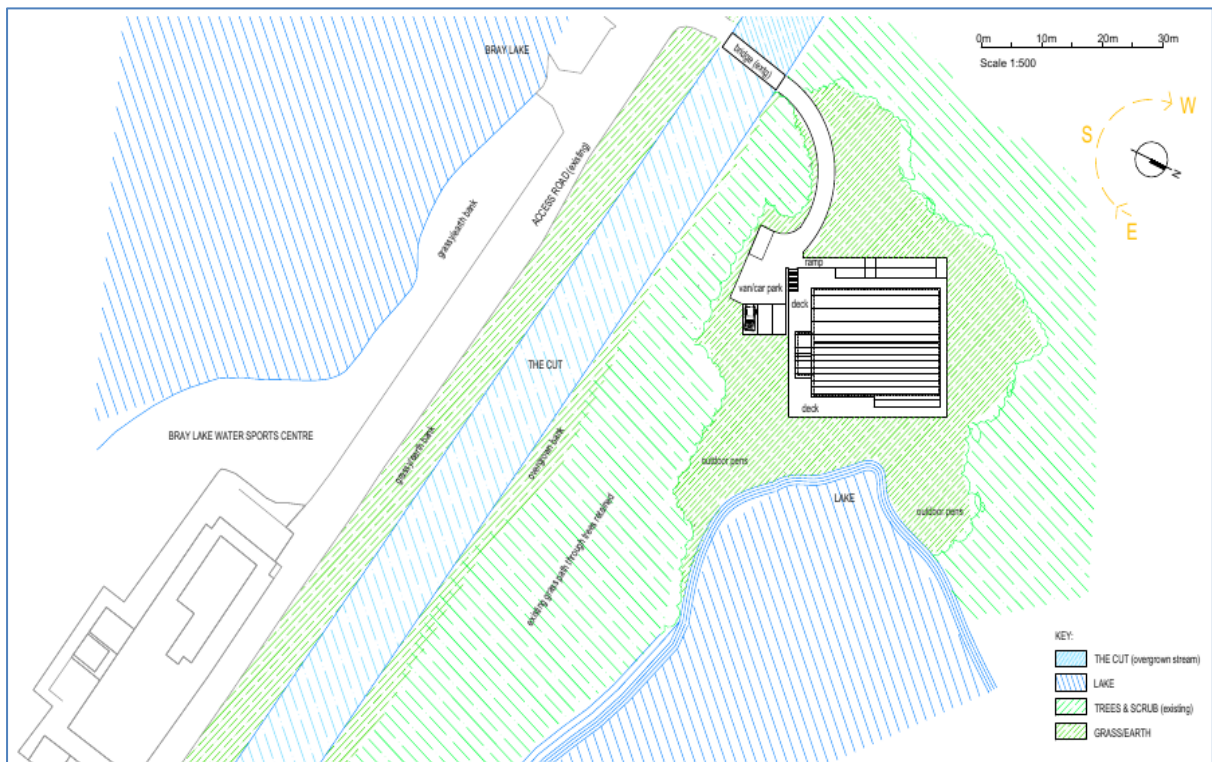 BRAY LAKE
bridge (extg)
0m 10m 20m 30m
Scale 1:500
W
S
N
E
ACCESS ROAD (existing)
grassy/earth bank
ramp
van/car park
deck
THE CUT
deck
BRAY LAKE WATER SPORTS CENTRE
grassy/earth bank
overgrown bank
outdoor pens
LAKE
outdoor pens
existing grass path through trees retained
KEY:
THE CUT (overgrown stream)
LAKE
TREES & SCRUB (existing)
GRASS/EARTH